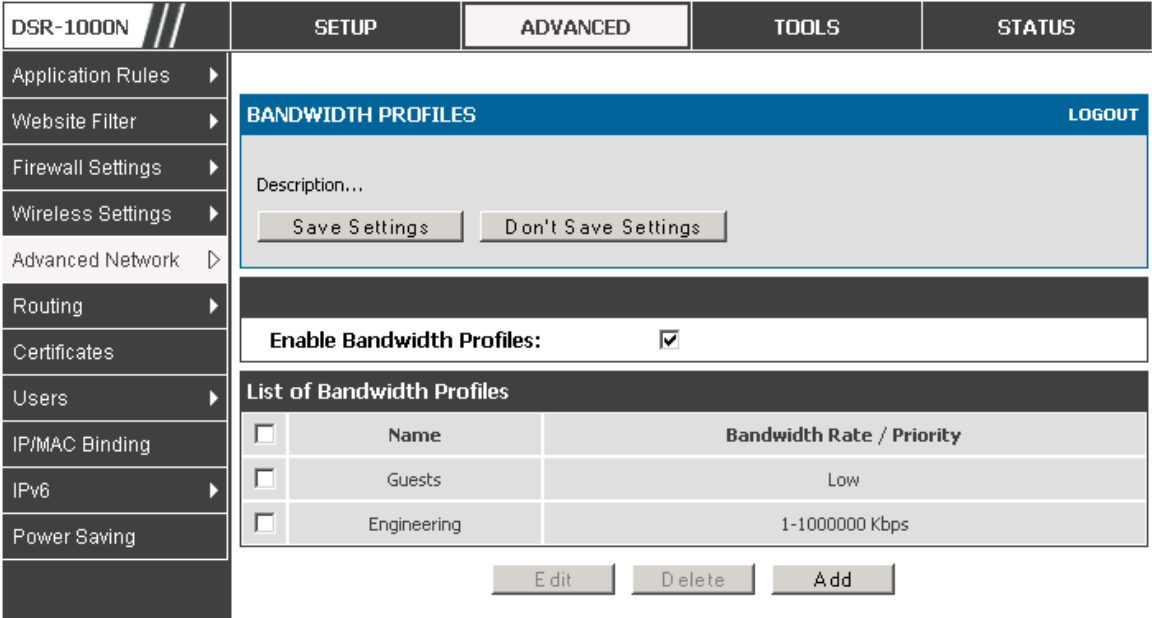 DSR-1000N SETUP ADVANCED TOOLS STATUS
Application Rules
Website Filter
Firewall Settings
Wireless Settings
Advanced Network
Routing
Certificates
Users
IP/MAC Binding
IPv6
Power Saving
BANDWIDTH PROFILES LOGOUT
Description...
Save Settings Don't Save Settings
Enable Bandwidth Profiles:
List of Bandwidth Profiles
Name Bandwidth Rate / Priority
Guests Low
Engineering 1-1000000 Kbps
Edit Delete Add